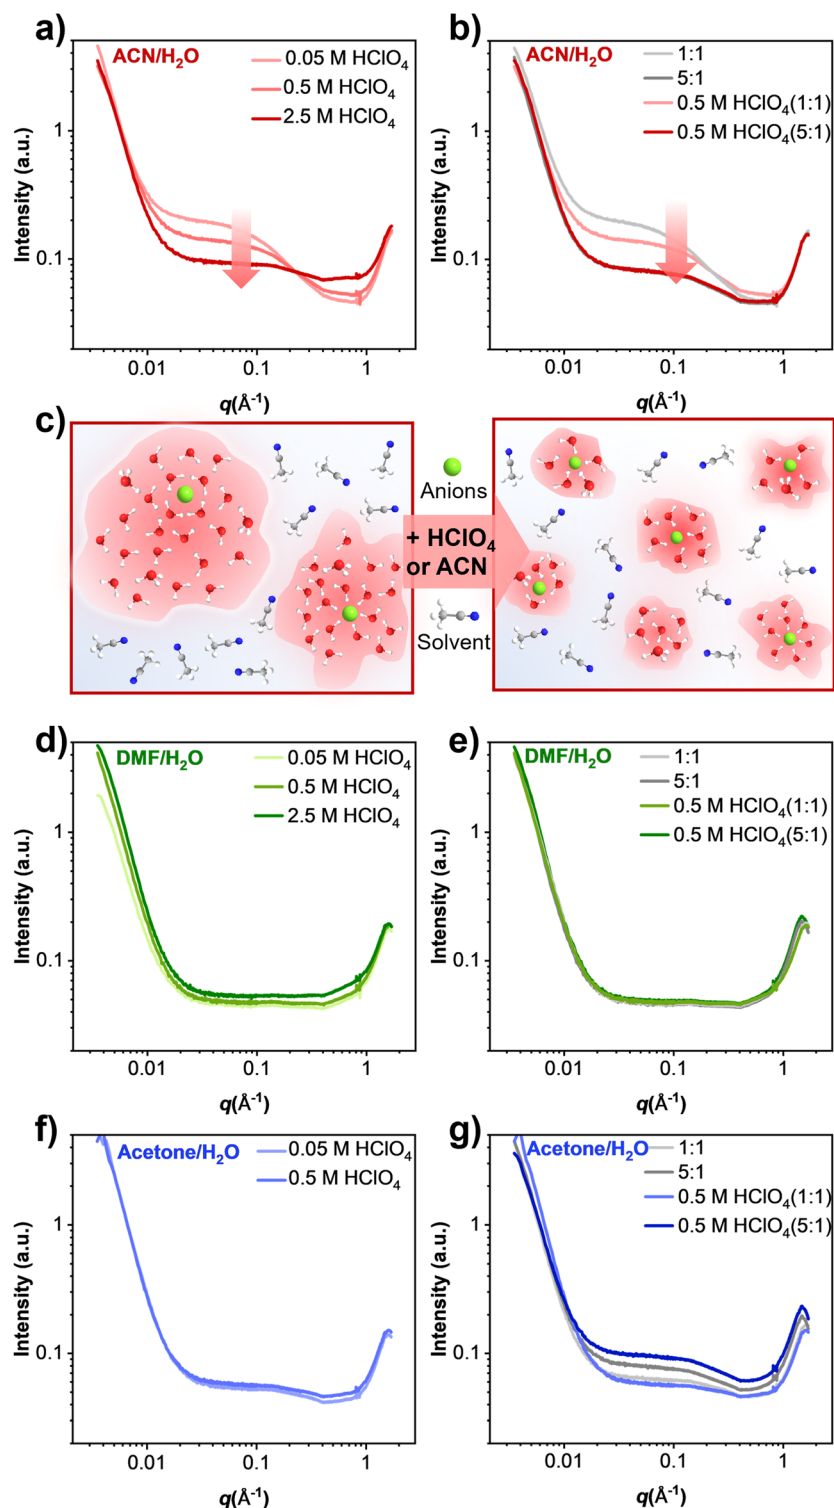 a)
ACN/H₂O
0.05 M HClO₄
0.5 M HClO₄
2.5 M HClO₄
Intensity (a.u.)
1
0.1
0.01
0.1
1
q(Å⁻¹)
b)
ACN/H₂O
1:1
5:1
0.5 M HClO₄(1:1)
0.5 M HClO₄(5:1)
Intensity (a.u.)
1
0.1
0.01
0.1
1
q(Å⁻¹)
c)
Anions
+ HClO₄
or ACN
Solvent
d)
DMF/H₂O
0.05 M HClO₄
0.5 M HClO₄
2.5 M HClO₄
Intensity (a.u.)
1
0.1
0.01
0.1
1
q(Å⁻¹)
e)
DMF/H₂O
1:1
5:1
0.5 M HClO₄(1:1)
0.5 M HClO₄(5:1)
Intensity (a.u.)
1
0.1
0.01
0.1
1
q(Å⁻¹)
f)
Acetone/H₂O
0.05 M HClO₄
0.5 M HClO₄
Intensity (a.u.)
1
0.1
0.01
0.1
1
q(Å⁻¹)
g)
Acetone/H₂O
1:1
5:1
0.5 M HClO₄(1:1)
0.5 M HClO₄(5:1)
Intensity (a.u.)
1
0.1
0.01
0.1
1
q(Å⁻¹)